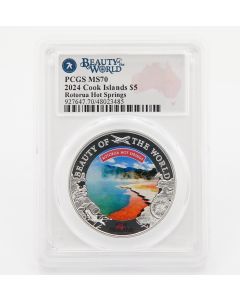 BEAUTY OF THE
WORLD
PCGS MS70
2024 Cook Islands $5
Rotorua Hot Springs
927647.70/48023485
BEAUTY OF THE WORLD
ROTORUA HOT SPRINGS